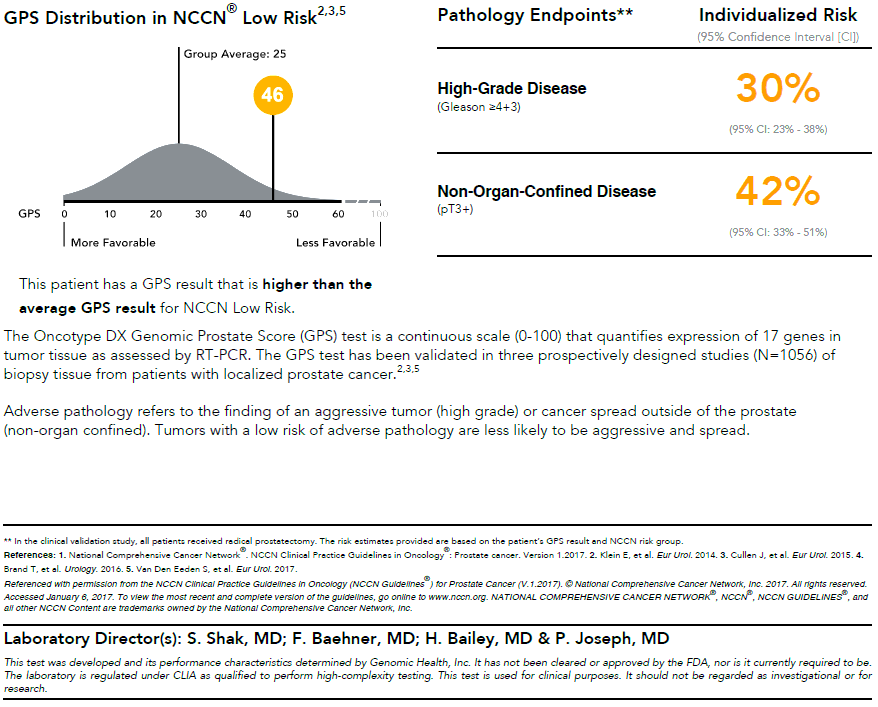 GPS Distribution in NCCN® Low Risk2,3,5
Group Average: 25
46
GPS
0 10 20 30 40 50 60 100
More Favorable Less Favorable
This patient has a GPS result that is higher than the
average GPS result for NCCN Low Risk.
Pathology Endpoints** Individualized Risk
(95% Confidence Interval [CI])
High-Grade Disease
(Gleason ≥4+3)
30%
(95% CI: 23% - 38%)
Non-Organ-Confined Disease
(pT3+)
42%
(95% CI: 33% - 51%)
The Oncotype DX Genomic Prostate Score (GPS) test is a continuous scale (0-100) that quantifies expression of 17 genes in
tumor tissue as assessed by RT-PCR. The GPS test has been validated in three prospectively designed studies (N=1056) of
biopsy tissue from patients with localized prostate cancer.2,3,5
Adverse pathology refers to the finding of an aggressive tumor (high grade) or cancer spread outside of the prostate
(non-organ confined). Tumors with a low risk of adverse pathology are less likely to be aggressive and spread.
** In the clinical validation study, all patients received radical prostatectomy. The risk estimates provided are based on the patient's GPS result and NCCN risk group.
References: 1. National Comprehensive Cancer Network®. NCCN Clinical Practice Guidelines in Oncology®: Prostate cancer. Version 1.2017. 2. Klein E, et al. Eur Urol. 2014. 3. Cullen J, et al. Eur Urol. 2015. 4.
Brand T, et al. Urology. 2016. 5. Van Den Eeden S, et al. Eur Urol. 2017.
Referenced with permission from the NCCN Clinical Practice Guidelines in Oncology (NCCN Guidelines®) for Prostate Cancer (V.1.2017). © National Comprehensive Cancer Network, Inc. 2017. All rights reserved.
Accessed January 6, 2017. To view the most recent and complete version of the guidelines, go online to www.nccn.org. NATIONAL COMPREHENSIVE CANCER NETWORK®, NCCN®, NCCN GUIDELINES®, and
all other NCCN Content are trademarks owned by the National Comprehensive Cancer Network, Inc.
Laboratory Director(s): S. Shak, MD; F. Baehner, MD; H. Bailey, MD & P. Joseph, MD
This test was developed and its performance characteristics determined by Genomic Health, Inc. It has not been cleared or approved by the FDA, nor is it currently required to be.
The laboratory is regulated under CLIA as qualified to perform high-complexity testing. This test is used for clinical purposes. It should not be regarded as investigational or for
research.